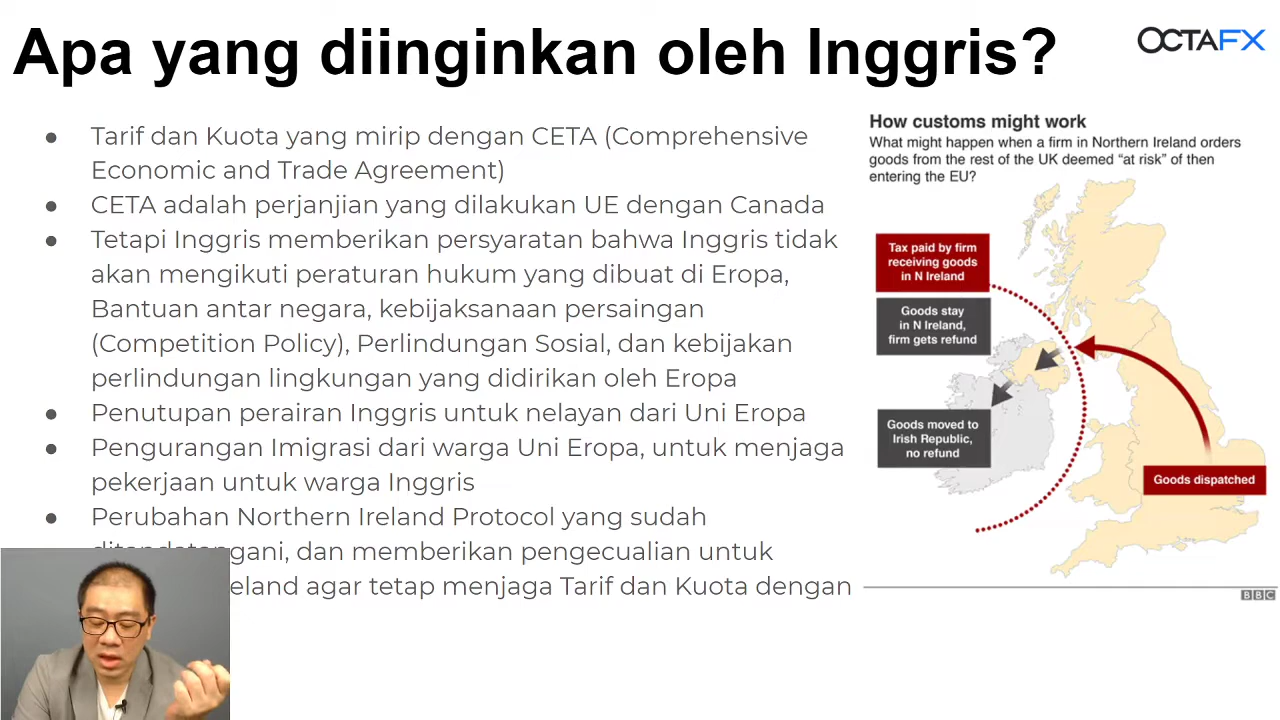 Apa yang diinginkan oleh Inggris?
OCTAFX
● Tarif dan Kuota yang mirip dengan CETA (Comprehensive
Economic and Trade Agreement)
● CETA adalah perjanjian yang dilakukan UE dengan Canada
● Tetapi Inggris memberikan persyaratan bahwa Inggris tidak
akan mengikuti peraturan hukum yang dibuat di Eropa,
Bantuan antar negara, kebijaksanaan persaingan
(Competition Policy), Perlindungan Sosial, dan kebijakan
perlindungan lingkungan yang didirikan oleh Eropa
● Penutupan perairan Inggris untuk nelayan dari Uni Eropa
● Pengurangan Imigrasi dari warga Uni Eropa, untuk menjaga
pekerjaan untuk warga Inggris
● Perubahan Northern Ireland Protocol yang sudah
dan memberikan pengecualian untuk
agar tetap menjaga Tarif dan Kuota dengan
How customs might work
What might happen when a firm in Northern Ireland orders
goods from the rest of the UK deemed “at risk” of then
entering the EU?
Tax paid by firm
receiving goods
in N Ireland
Goods stay
in N Ireland,
firm gets refund
Goods moved to
Irish Republic,
no refund
Goods dispatched
BBC